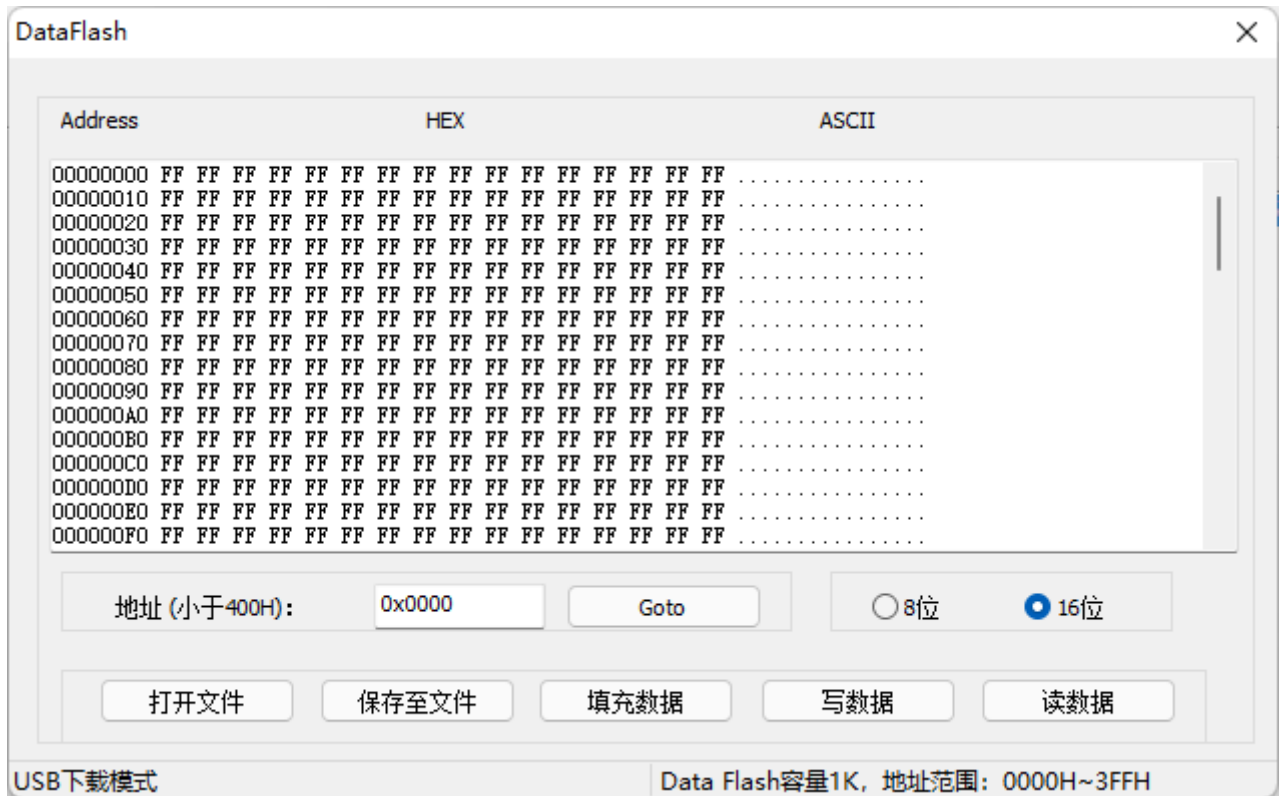 DataFlash
Address HEX ASCII
00000000 FF FF FF FF FF FF FF FF FF FF FF FF FF FF FF FF ................
00000010 FF FF FF FF FF FF FF FF FF FF FF FF FF FF FF FF ................
00000020 FF FF FF FF FF FF FF FF FF FF FF FF FF FF FF FF ................
00000030 FF FF FF FF FF FF FF FF FF FF FF FF FF FF FF FF ................
00000040 FF FF FF FF FF FF FF FF FF FF FF FF FF FF FF FF ................
00000050 FF FF FF FF FF FF FF FF FF FF FF FF FF FF FF FF ................
00000060 FF FF FF FF FF FF FF FF FF FF FF FF FF FF FF FF ................
00000070 FF FF FF FF FF FF FF FF FF FF FF FF FF FF FF FF ................
00000080 FF FF FF FF FF FF FF FF FF FF FF FF FF FF FF FF ................
00000090 FF FF FF FF FF FF FF FF FF FF FF FF FF FF FF FF ................
000000A0 FF FF FF FF FF FF FF FF FF FF FF FF FF FF FF FF ................
000000B0 FF FF FF FF FF FF FF FF FF FF FF FF FF FF FF FF ................
000000C0 FF FF FF FF FF FF FF FF FF FF FF FF FF FF FF FF ................
000000D0 FF FF FF FF FF FF FF FF FF FF FF FF FF FF FF FF ................
000000E0 FF FF FF FF FF FF FF FF FF FF FF FF FF FF FF FF ................
000000F0 FF FF FF FF FF FF FF FF FF FF FF FF FF FF FF FF ................
地址 (小于400H)： 0x0000 Goto 8位 16位
打开文件 保存至文件 填充数据 写数据 读数据
USB下载模式 Data Flash容量1K，地址范围：0000H~3FFH